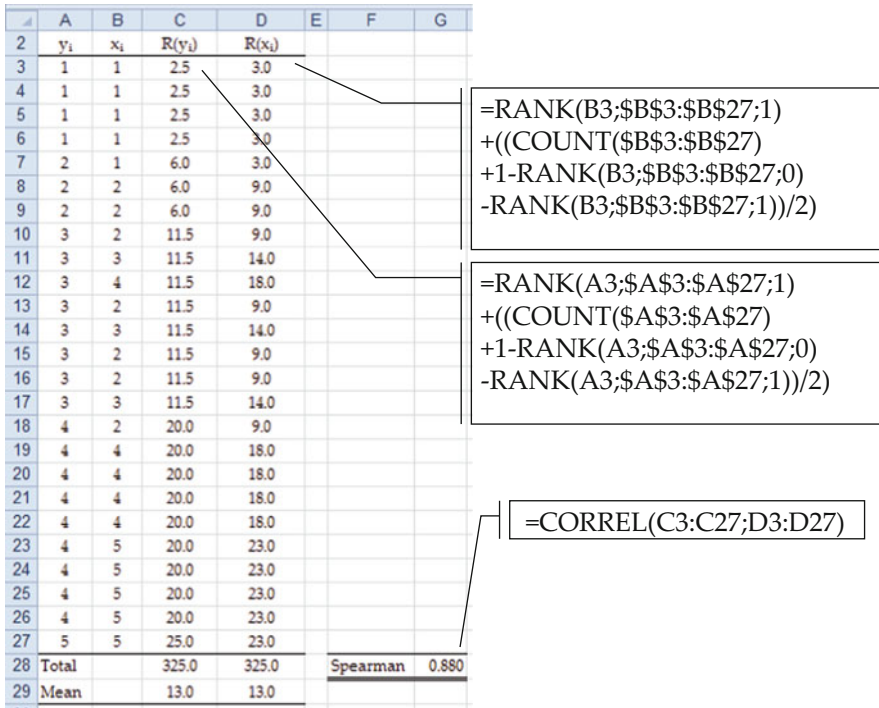 A B C D E F G
2 yi xi R(yi) R(xi)
3 1 1 2.5 3.0
4 1 1 2.5 3.0
5 1 1 2.5 3.0
6 1 1 2.5 3.0
7 2 1 6.0 3.0
8 2 2 6.0 9.0
9 2 2 6.0 9.0
10 3 2 11.5 9.0
11 3 3 11.5 14.0
12 3 4 11.5 18.0
13 3 2 11.5 9.0
14 3 3 11.5 14.0
15 3 2 11.5 9.0
16 3 2 11.5 9.0
17 3 3 11.5 14.0
18 4 2 20.0 9.0
19 4 4 20.0 18.0
20 4 4 20.0 18.0
21 4 4 20.0 18.0
22 4 4 20.0 18.0
23 4 5 20.0 23.0
24 4 5 20.0 23.0
25 4 5 20.0 23.0
26 4 5 20.0 23.0
27 5 5 25.0 23.0
28 Total 325.0 325.0 Spearman 0.880
29 Mean 13.0 13.0
=RANK(B3;$B$3:$B$27;1)
+((COUNT($B$3:$B$27)
+1-RANK(B3;$B$3:$B$27;0)
-RANK(B3;$B$3:$B$27;1))/2)
=RANK(A3;$A$3:$A$27;1)
+((COUNT($A$3:$A$27)
+1-RANK(A3;$A$3:$A$27;0)
-RANK(A3;$A$3:$A$27;1))/2)
=CORREL(C3:C27;D3:D27)